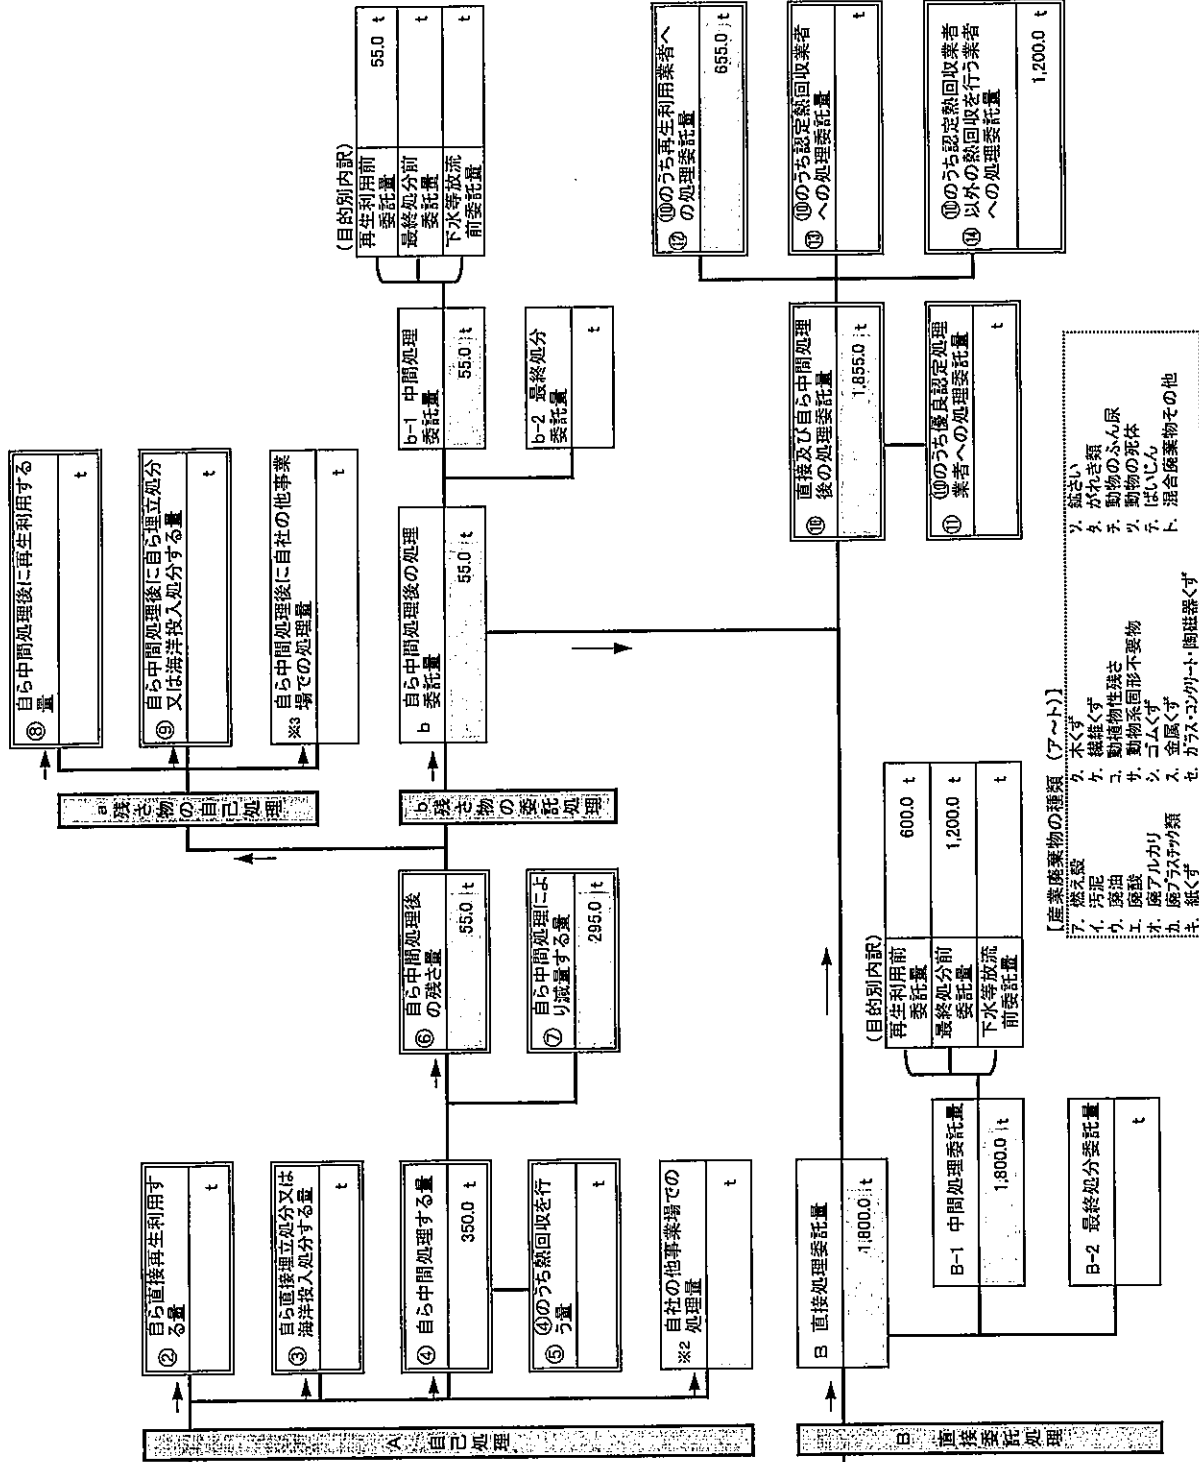 A 自己処理
② 自ら直接再生利用す
る量
t
③ 自ら直接埋立処分又は
海洋投入処分する量
t
④ 自ら中間処理する量
350.0 t
⑤ ④のうち熱回収を行
う量
t
※2 自社の他事業場での
処理量
t
⑥ 自ら中間処理後
の残さ量
55.0 t
⑦ 自ら中間処理によ
り減量する量
295.0 t
a 残さ物の自己処理
⑧ 自ら中間処理後に再生利用する
量
t
⑨ 自ら中間処理後に自ら埋立処分
又は海洋投入処分する量
t
※3 自ら中間処理後に自社の他事業
場での処理量
t
b 残さ物の委託処理
b 自ら中間処理後の処理
委託量
55.0 t
b-1 中間処理
委託量
55.0 t
b-2 最終処分
委託量
t
(目的別内訳)
再生利用前
委託量
55.0 t
最終処分前
委託量
t
下水等放流
前委託量
t
B 直接委託処理
B 直接処理委託量
1,800.0 t
B-1 中間処理委託量
1,800.0 t
B-2 最終処分委託量
t
(目的別内訳)
再生利用前
委託量
600.0 t
最終処分前
委託量
1,200.0 t
下水等放流
前委託量
t
⑩ 直接及び自ら中間処理
後の処理委託量
1,855.0 t
⑪ ⑩のうち優良認定処理
業者への処理委託量
t
⑫ ⑩のうち再生利用業者へ
の処理委託量
655.0 t
⑬ ⑩のうち認定熱回収業者
への処理委託量
t
⑭ ⑩のうち認定熱回収業者
以外の熱回収を行う業者
への処理委託量
1,200.0 t
【産業廃棄物の種類 (ア~ト)】
ア. 燃え殻
イ. 汚泥
ウ. 廃油
エ. 廃酸
オ. 廃アルカリ
カ. 廃プラスチック類
キ. 紙くず
ク. 木くず
ケ. 繊維くず
コ. 動植物性残さ
サ. 動物系固形不要物
シ. ゴムくず
ス. 金属くず
セ. ガラス・コンクリート・陶磁器くず
ソ. 鉱さい
タ. がれき類
チ. 動物のふん尿
ツ. 動物の死体
テ. ばいじん
ト. 混合廃棄物その他